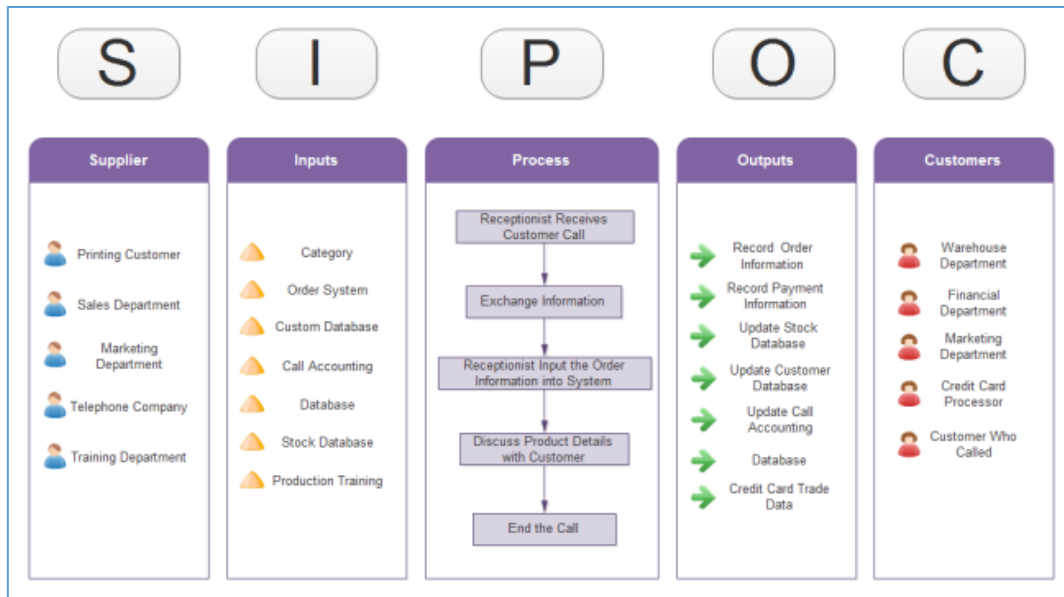 S
I
P
O
C
Supplier
Printing Customer
Sales Department
Marketing
Department
Telephone Company
Training Department
Inputs
Category
Order System
Custom Database
Call Accounting
Database
Stock Database
Production Training
Process
Receptionist Receives
Customer Call
Exchange Information
Receptionist Input the Order
Information into System
Discuss Product Details
with Customer
End the Call
Outputs
Record Order
Information
Record Payment
Information
Update Stock
Database
Update Customer
Database
Update Call
Accounting
Database
Credit Card Trade
Data
Customers
Warehouse
Department
Financial
Department
Marketing
Department
Credit Card
Processor
Customer Who
Called